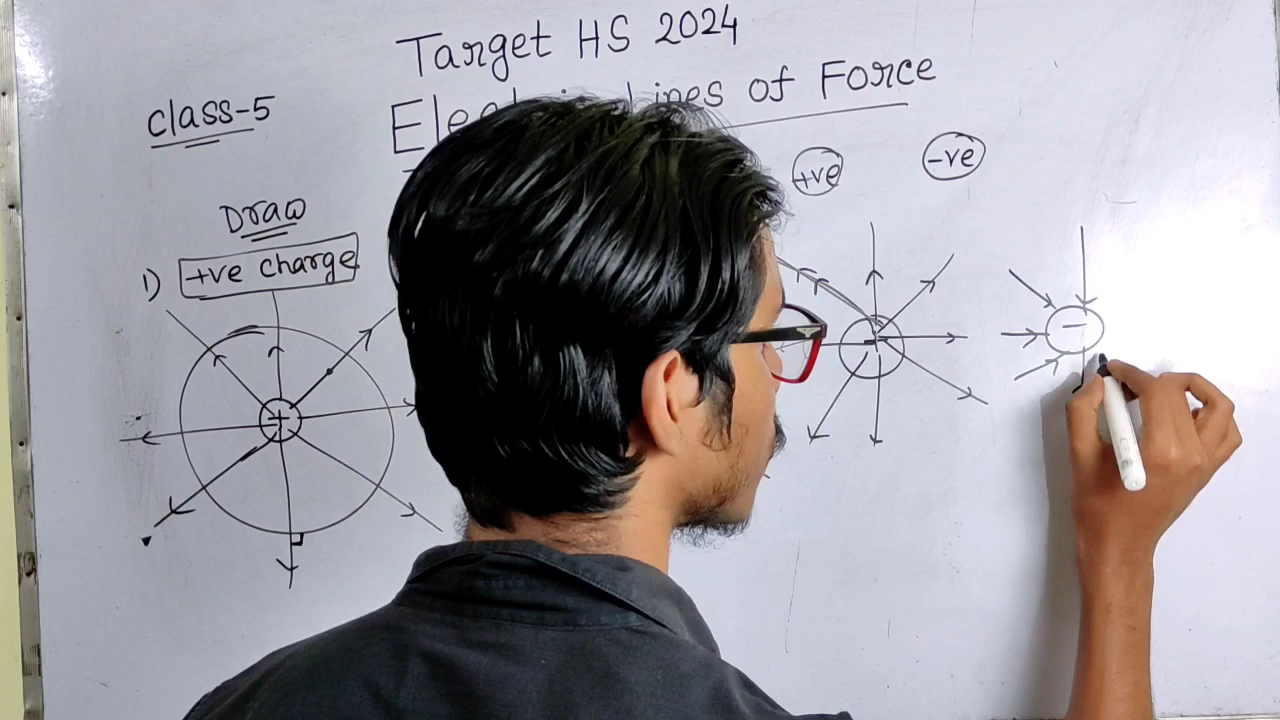 Target HS 2024
Lines of Force
class-5
+ve
-ve
Draw
1) +ve charge
+
-